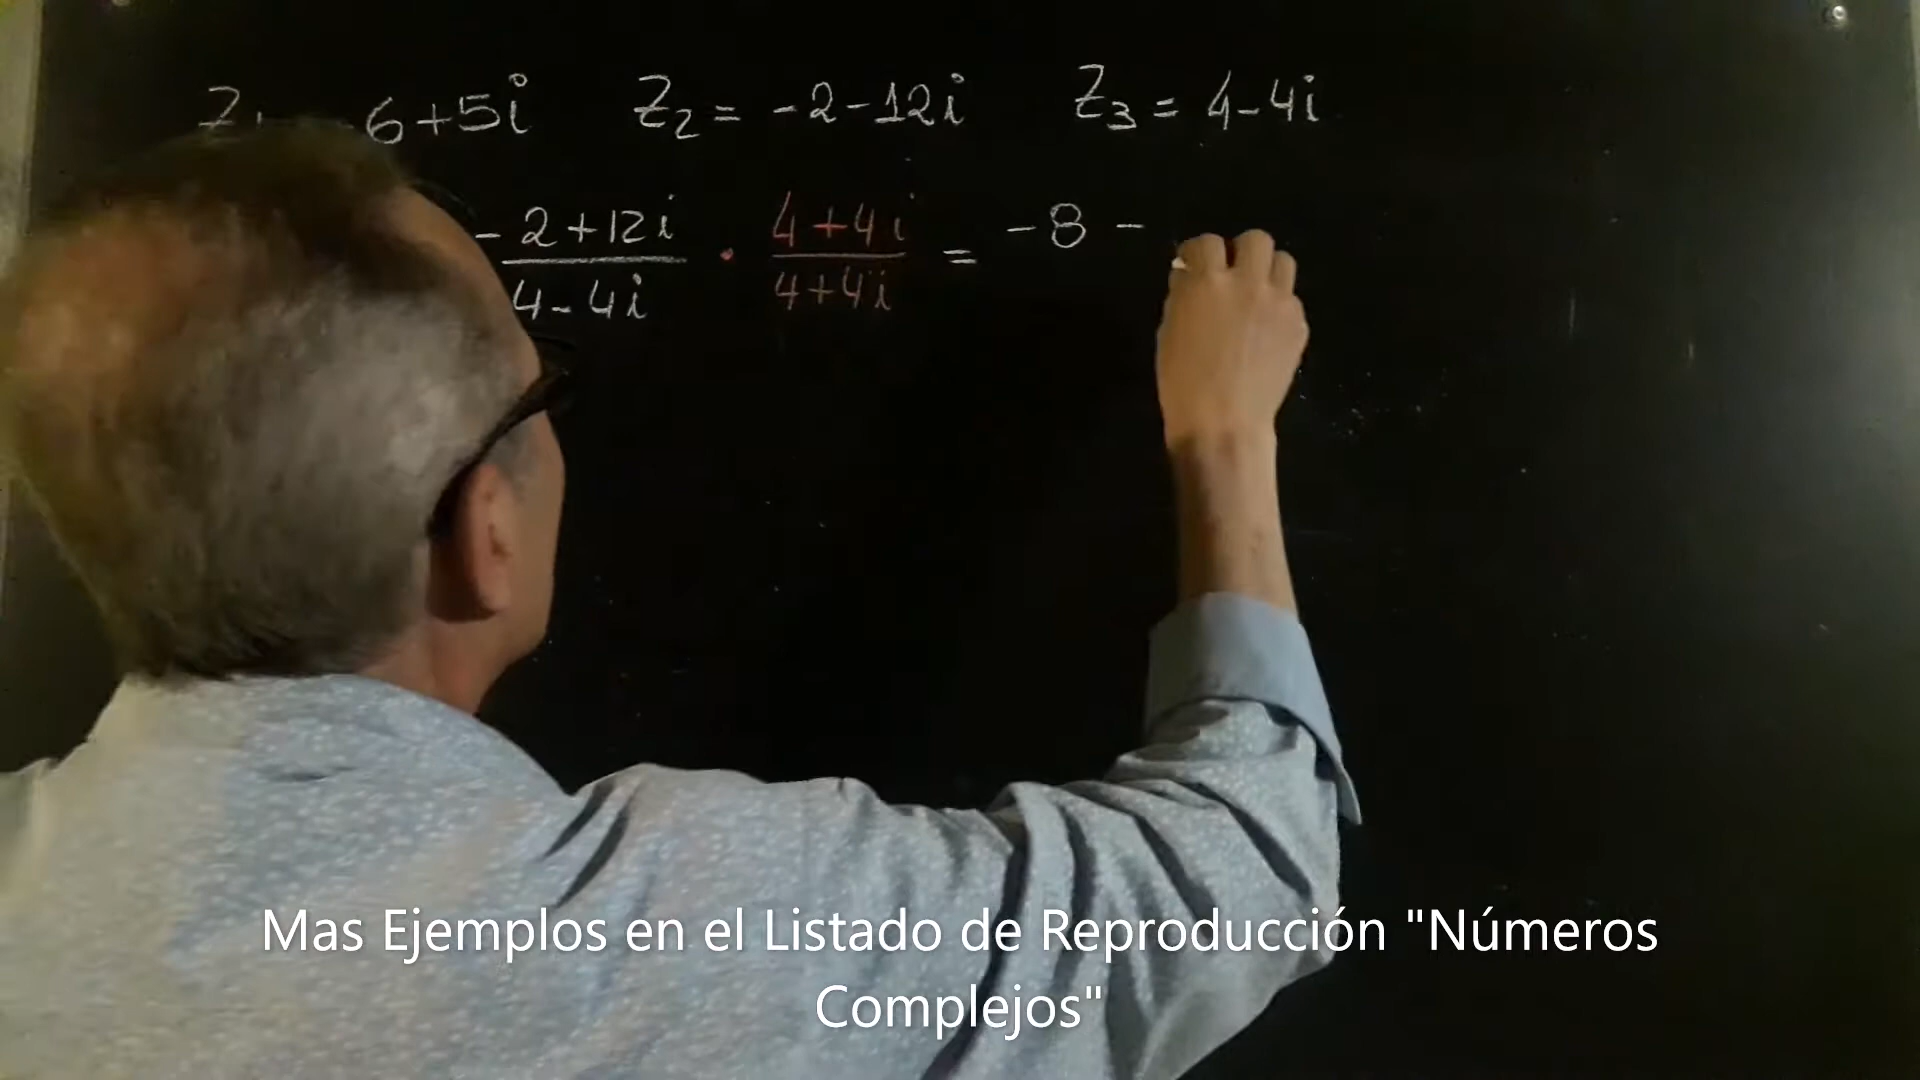 Z 6+5i Z₂ = -2-12i Z₃ = 4-4i
-2+12i / 4-4i · 4+4i / 4+4i = -8 -
Mas Ejemplos en el Listado de Reproducción "Números
Complejos"